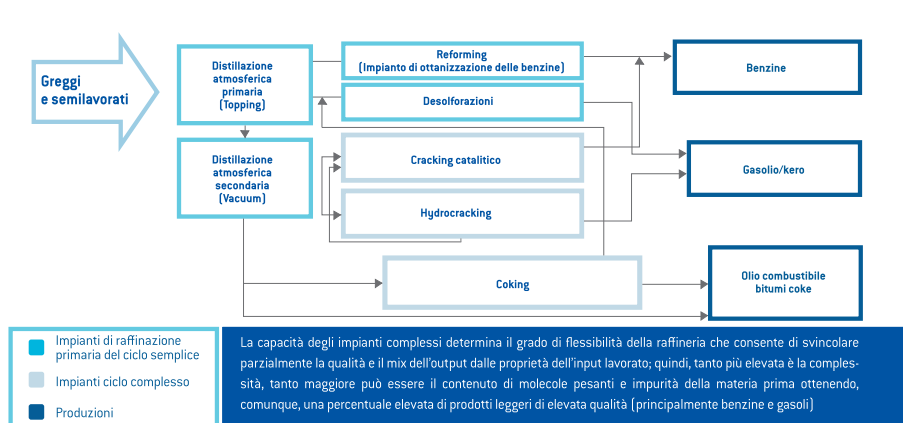 Greggi
e semilavorati
Distillazione
atmosferica
primaria
(Topping)
Reforming
(Impianto di ottanizzazione delle benzine)
Benzine
Desolforazioni
Distillazione
atmosferica
secondaria
(Vacuum)
Cracking catalitico
Gasolio/kero
Hydrocracking
Coking
Olio combustibile
bitumi coke
Impianti di raffinazione
primaria del ciclo semplice
Impianti ciclo complesso
Produzioni
La capacità degli impianti complessi determina il grado di flessibilità della raffineria che consente di svincolare
parzialmente la qualità e il mix dell'output dalle proprietà dell'input lavorato; quindi, tanto più elevata è la comples-
sità, tanto maggiore può essere il contenuto di molecole pesanti e impurità della materia prima ottenendo,
comunque, una percentuale elevata di prodotti leggeri di elevata qualità (principalmente benzine e gasoli)